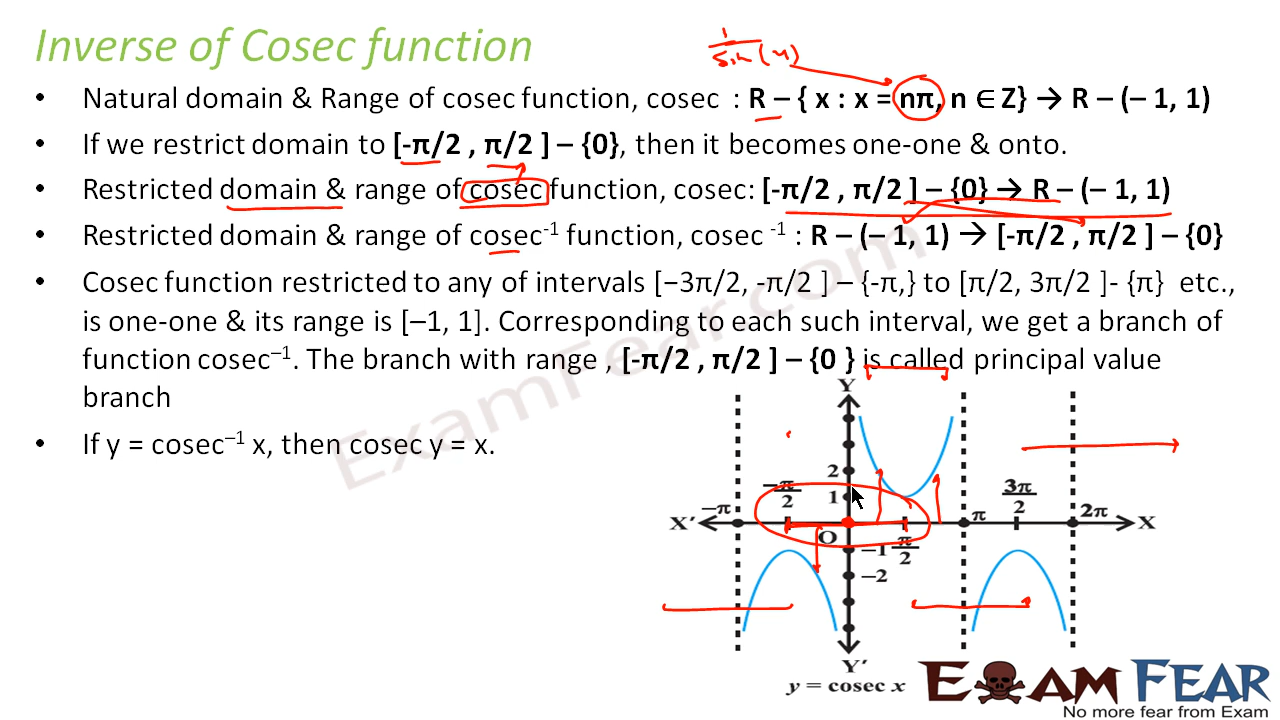 Inverse of Cosec function
1/sin(x)
• Natural domain & Range of cosec function, cosec : R – { x : x = nπ, n ∈ Z} → R – (– 1, 1)
• If we restrict domain to [-π/2 , π/2 ] – {0}, then it becomes one-one & onto.
• Restricted domain & range of cosec function, cosec: [-π/2 , π/2 ] – {0} → R – (– 1, 1)
• Restricted domain & range of cosec⁻¹ function, cosec ⁻¹ : R – (– 1, 1) → [-π/2 , π/2 ] – {0}
• Cosec function restricted to any of intervals [−3π/2, -π/2 ] – {-π,} to [π/2, 3π/2 ]- {π} etc.,
is one-one & its range is [–1, 1]. Corresponding to each such interval, we get a branch of
function cosec⁻¹. The branch with range , [-π/2 , π/2 ] – {0 } is called principal value
branch
• If y = cosec⁻¹ x, then cosec y = x.
ExamFear.com
Y
2
1
-π/2
3π/2
-π
π
2π
X′
X
O
π/2
-1
-2
Y′
y = cosec x
EXAM FEAR
No more fear from Exam